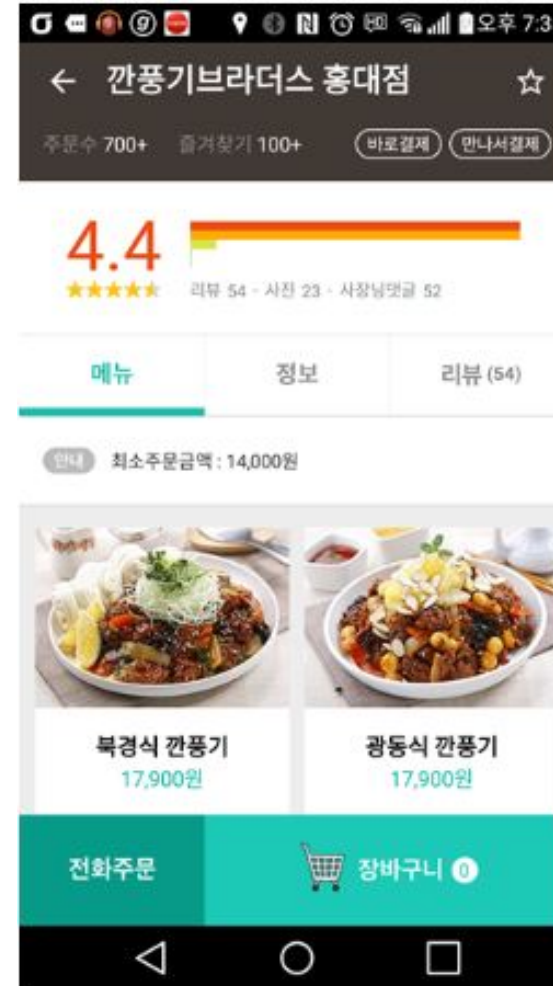 오후 7:3
깐풍기브라더스 홍대점
주문수 700+ 즐겨찾기 100+ 바로결제 만나서결제
4.4
리뷰 54 · 사진 23 · 사장님댓글 52
메뉴 정보 리뷰 (54)
안내 최소주문금액 : 14,000원
북경식 깐풍기 광동식 깐풍기
17,900원 17,900원
전화주문 장바구니 0